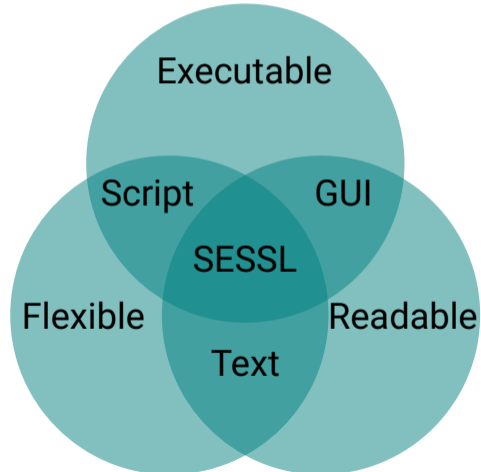 Executable
Script
GUI
SESSL
Flexible
Readable
Text